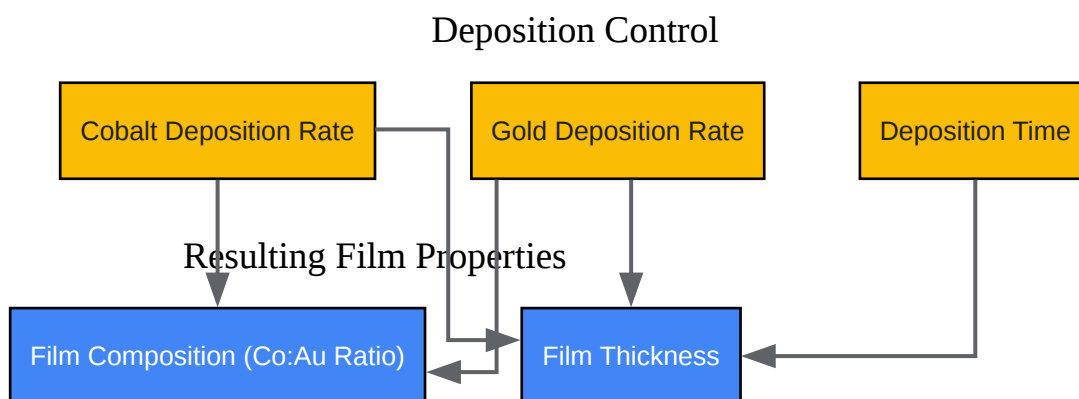 Deposition Control
Cobalt Deposition Rate
Gold Deposition Rate
Deposition Time
Resulting Film Properties
Film Composition (Co:Au Ratio)
Film Thickness